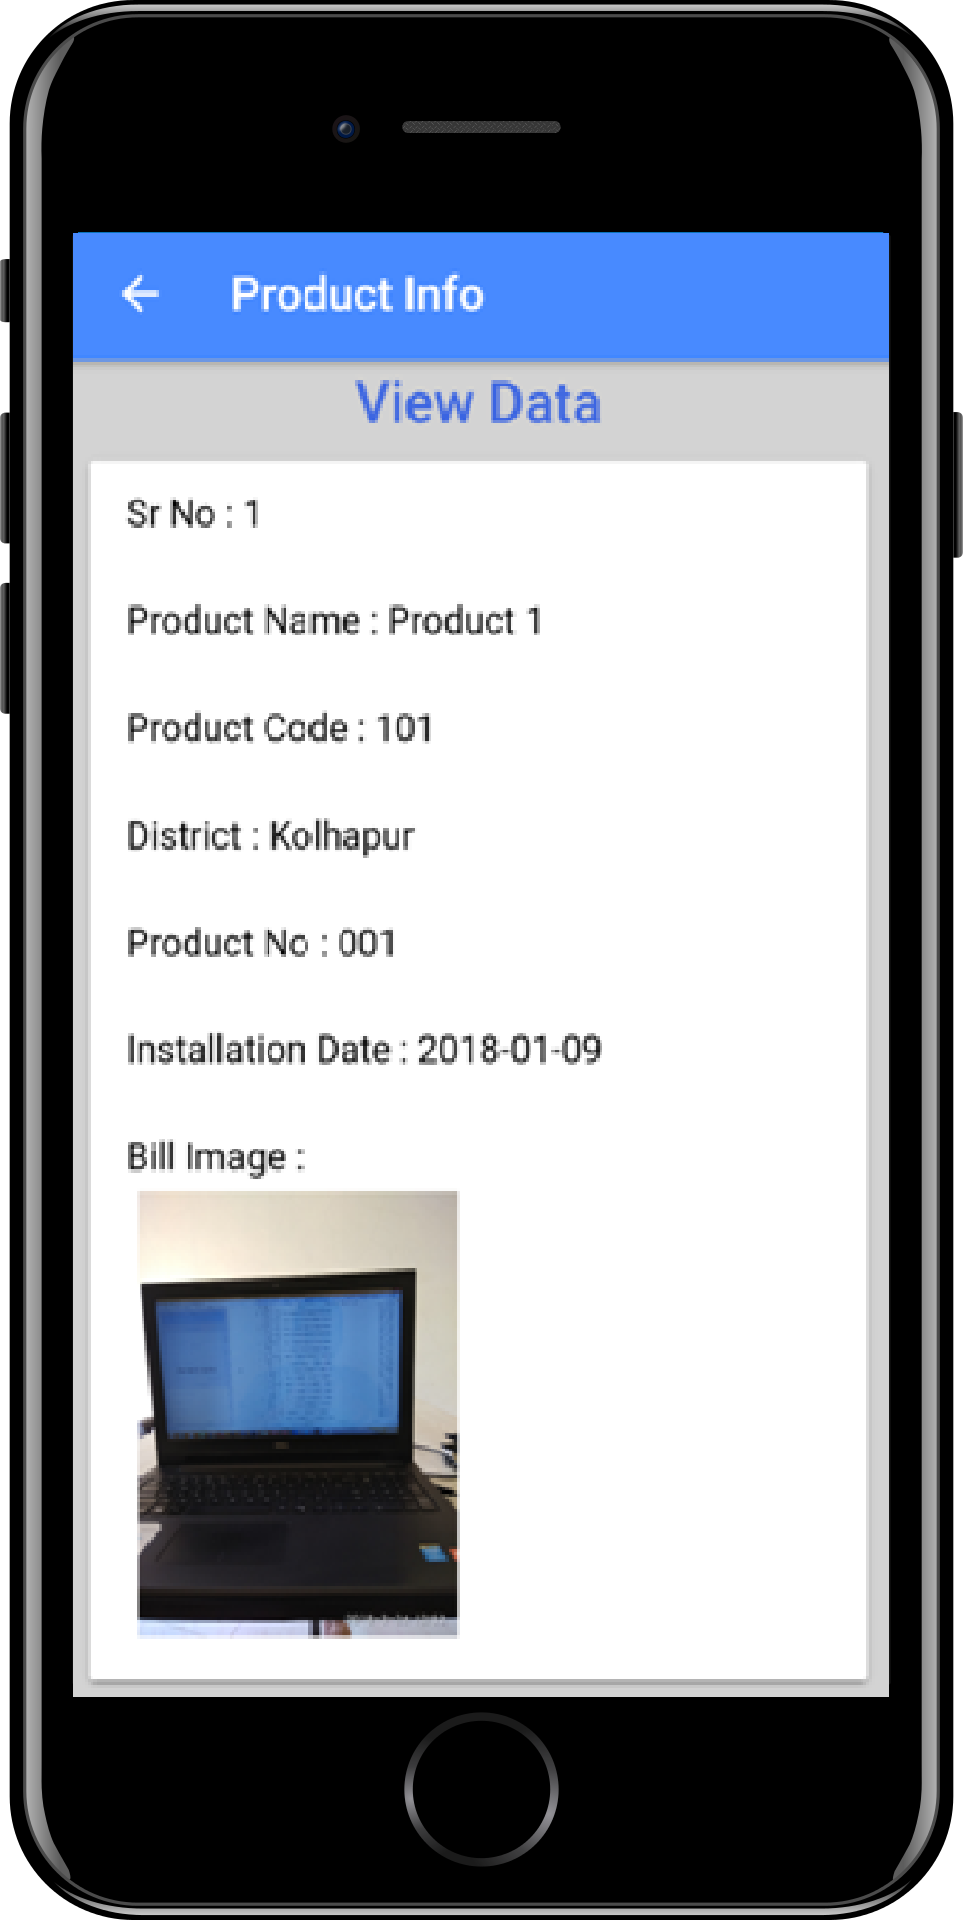 Product Info
View Data
Sr No : 1
Product Name : Product 1
Product Code : 101
District : Kolhapur
Product No : 001
Installation Date : 2018-01-09
Bill Image :